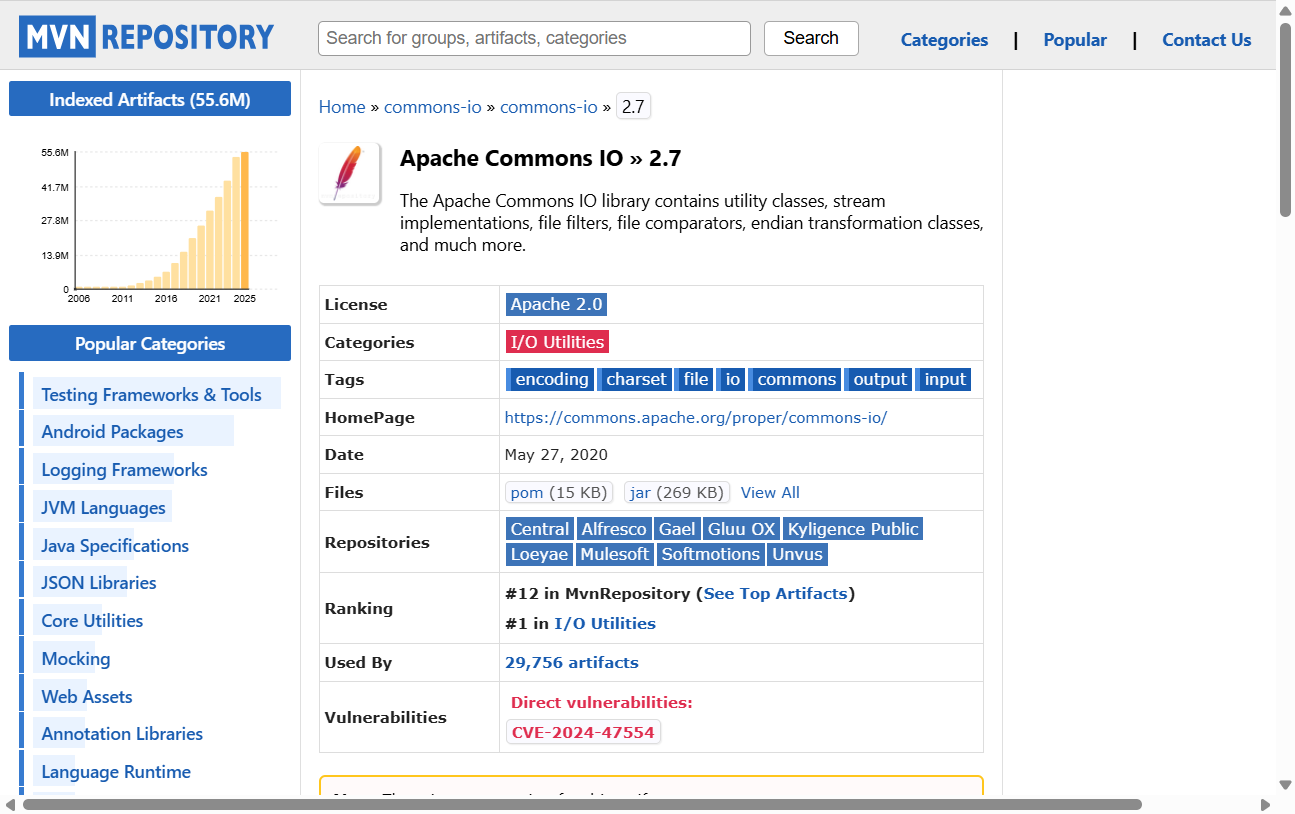 MVN REPOSITORY
Search for groups, artifacts, categories
Search
Categories | Popular | Contact Us
Indexed Artifacts (55.6M)
55.6M
41.7M
27.8M
13.9M
0
2006 2011 2016 2021 2025
Popular Categories
Testing Frameworks & Tools
Android Packages
Logging Frameworks
JVM Languages
Java Specifications
JSON Libraries
Core Utilities
Mocking
Web Assets
Annotation Libraries
Language Runtime
Home » commons-io » commons-io » 2.7
Apache Commons IO » 2.7
The Apache Commons IO library contains utility classes, stream
implementations, file filters, file comparators, endian transformation classes,
and much more.
License Apache 2.0
Categories I/O Utilities
Tags encoding charset file io commons output input
HomePage https://commons.apache.org/proper/commons-io/
Date May 27, 2020
Files pom (15 KB) jar (269 KB) View All
Repositories Central Alfresco Gael Gluu OX Kyligence Public
Loeyae Mulesoft Softmotions Unvus
Ranking #12 in MvnRepository (See Top Artifacts)
#1 in I/O Utilities
Used By 29,756 artifacts
Vulnerabilities Direct vulnerabilities:
CVE-2024-47554